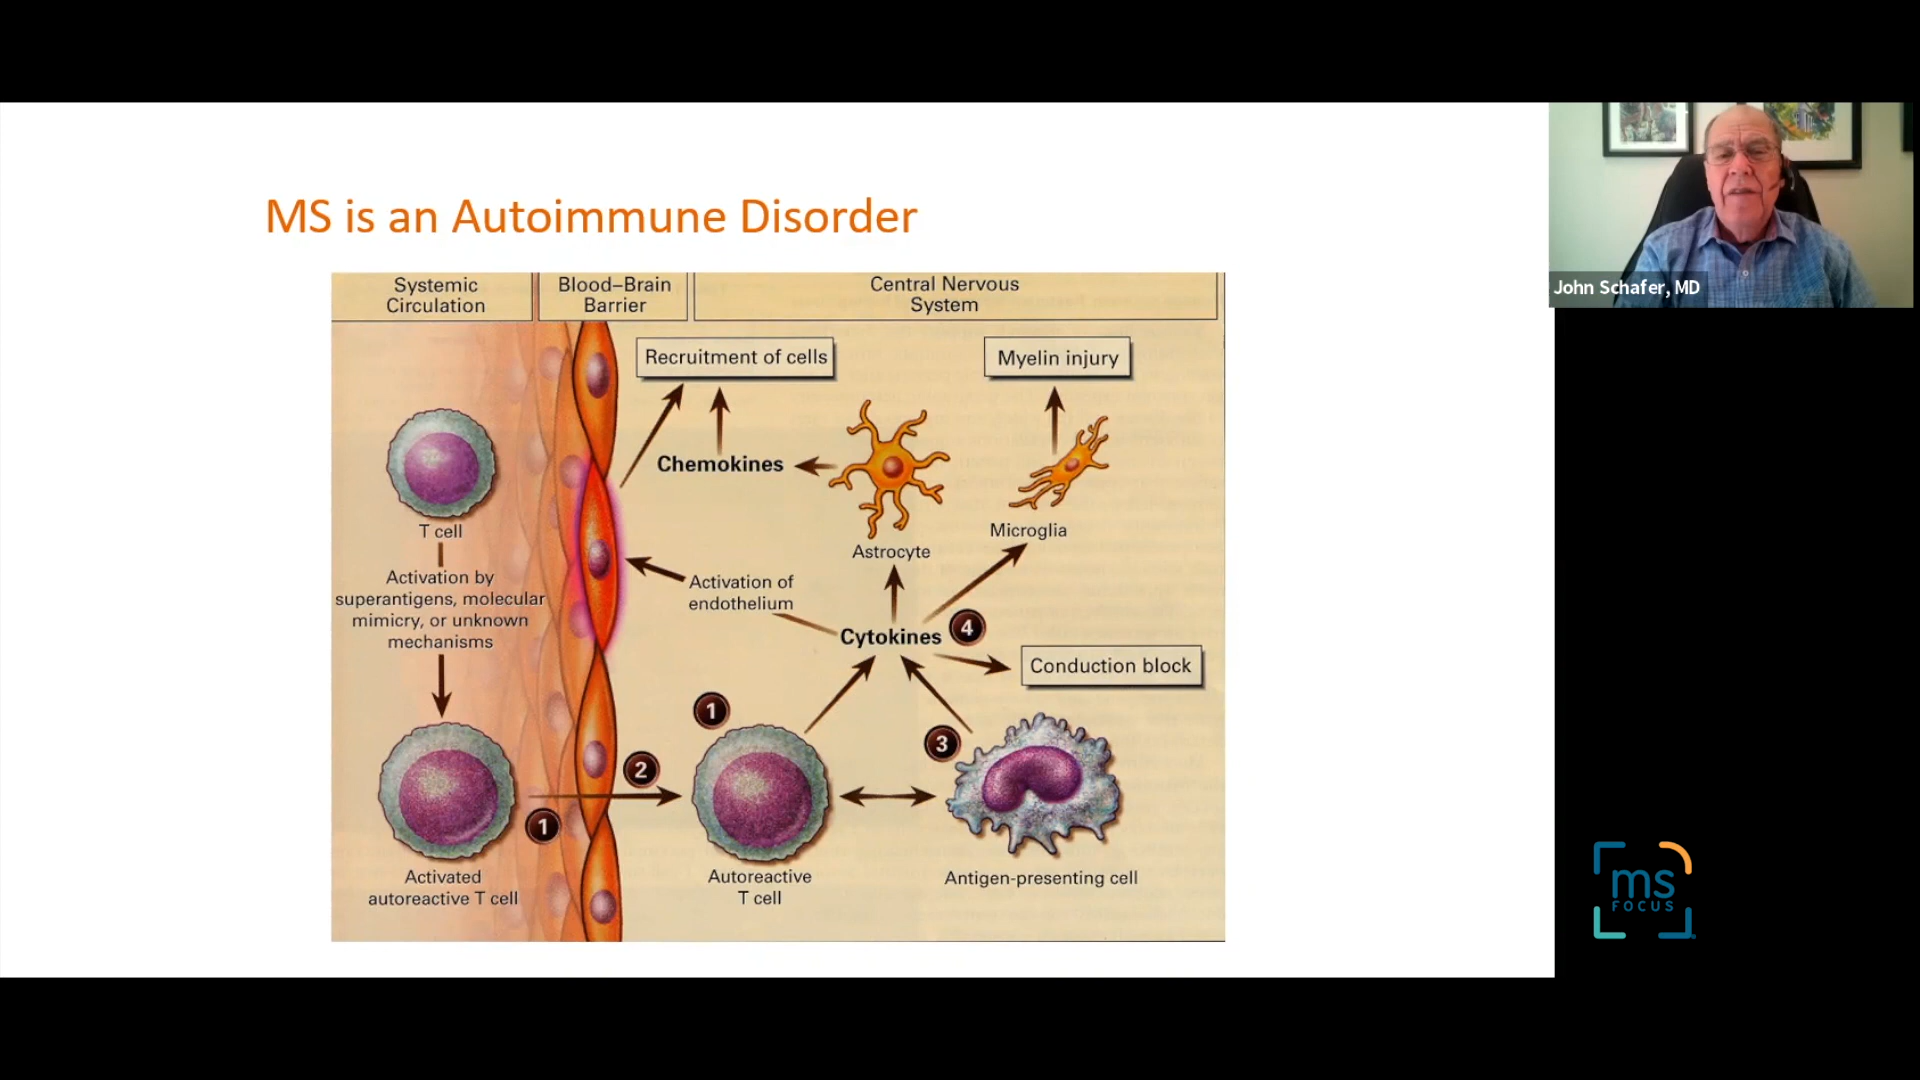 MS is an Autoimmune Disorder
Systemic
Circulation
Blood–Brain
Barrier
Central Nervous
System
Recruitment of cells
Myelin injury
Chemokines
T cell
Astrocyte
Microglia
Activation by
superantigens, molecular
mimicry, or unknown
mechanisms
Activation of
endothelium
Cytokines
4
Conduction block
1
3
2
1
Activated
autoreactive T cell
Autoreactive
T cell
Antigen-presenting cell
John Schafer, MD
ms
FOCUS